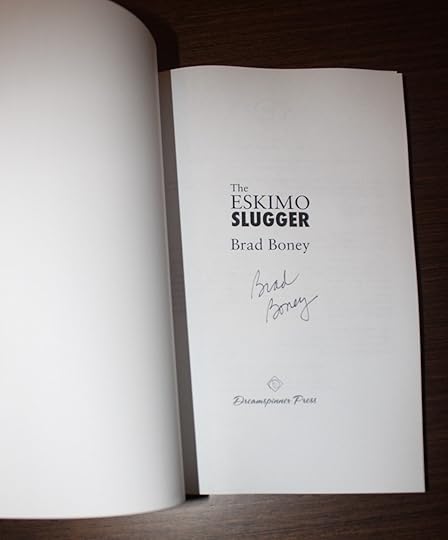 The
ESKIMO
SLUGGER
Brad Boney
Brad
Boney
Dreamspinner Press